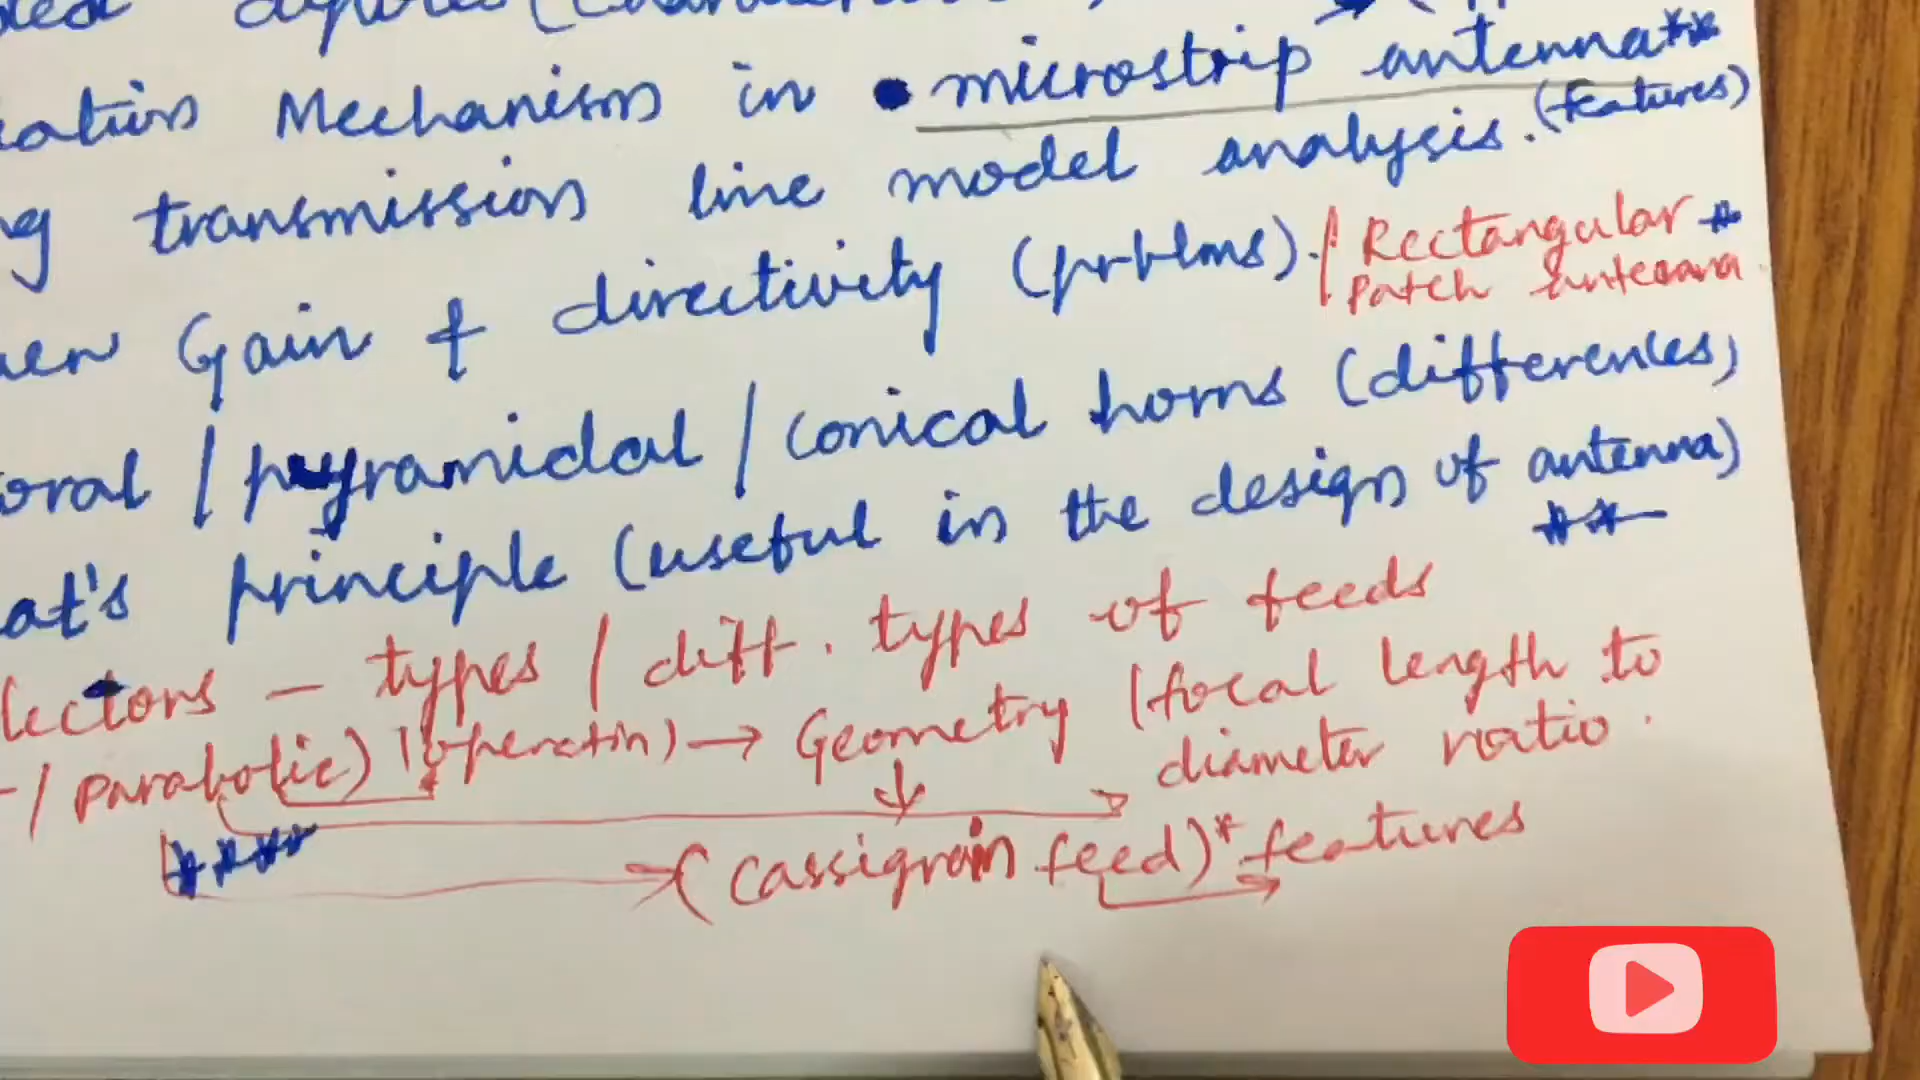 Mechanism in microstrip antenna**
transmission line model analysis. (features)
Gain & directivity (prblms). / Rectangular *
Patch antenna
/ pyramidal / conical horns (differences,
principle (useful in the design of antenna)
**
- types / diff. types of feeds
/ parabolic) (operatin) → Geometry (focal length to
diameter ratio.
****
(cassigrain feed)* features